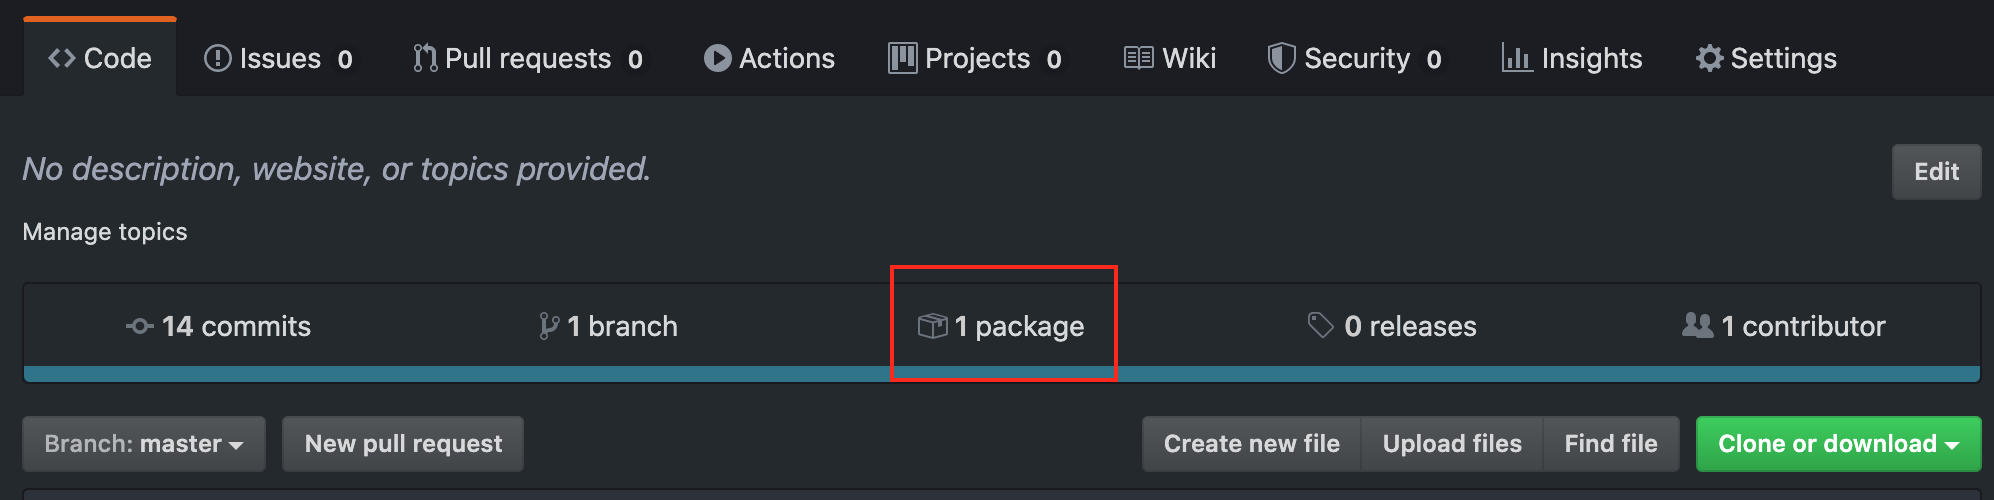 Code Issues 0 Pull requests 0 Actions Projects 0 Wiki Security 0 Insights Settings
No description, website, or topics provided.
Edit
Manage topics
14 commits 1 branch 1 package 0 releases 1 contributor
Branch: master New pull request Create new file Upload files Find file Clone or download